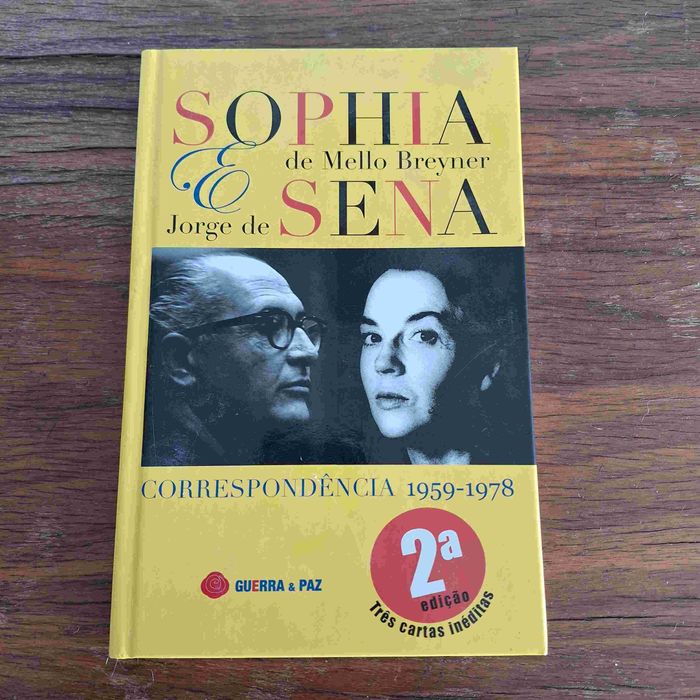 SOPHIA
de Mello Breyner
E
Jorge de SENA
CORRESPONDÊNCIA 1959-1978
2ª
edição
Três cartas inéditas
GUERRA & PAZ